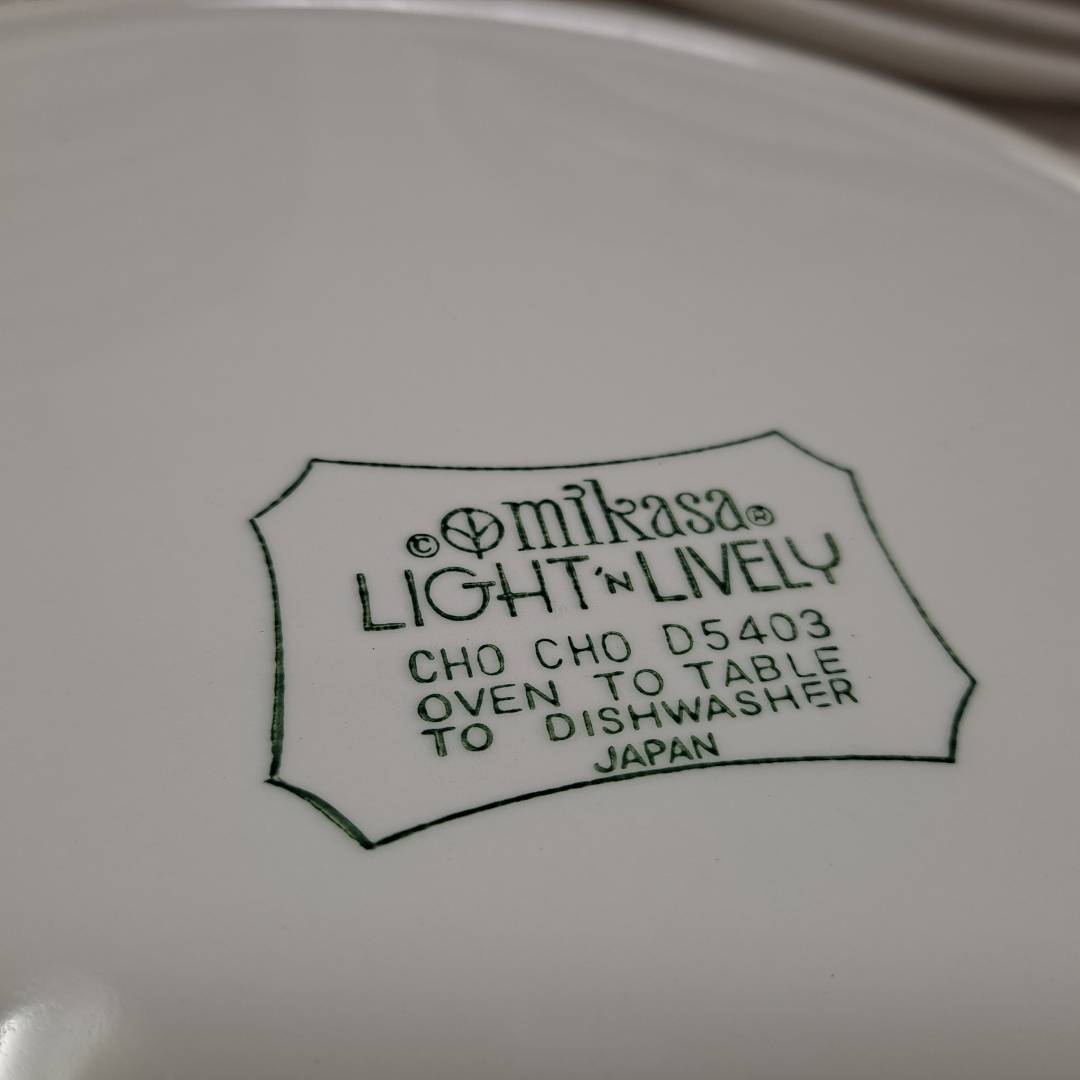 © mikasa®
LIGHT 'N LIVELY
CHO CHO D5403
OVEN TO TABLE
TO DISHWASHER
JAPAN